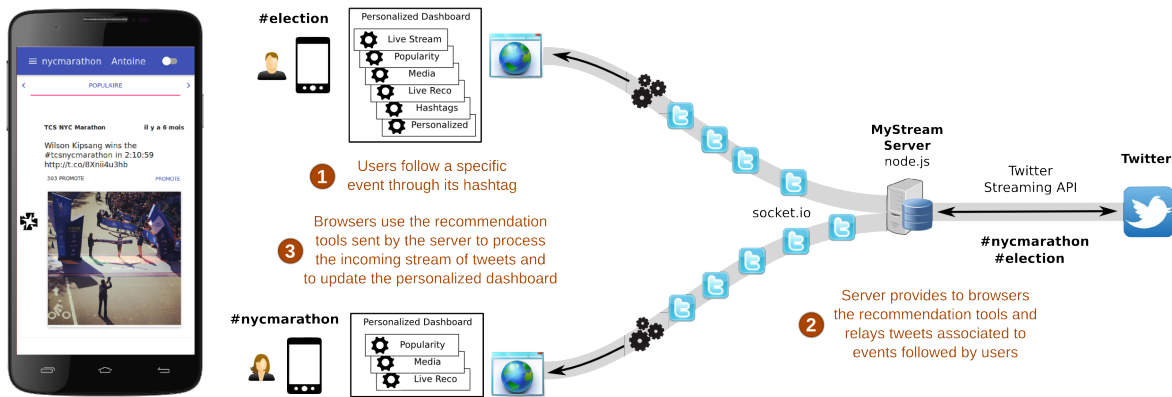 nycmarathon Antoine
POPULAIRE
TCS NYC Marathon il y a 6 mois
Wilson Kipsang wins the
#tcsnycmarathon in 2:10:59
http://t.co/8Xnii4u3hb
303 PROMOTE PROMOTE
#election
Personalized Dashboard
Live Stream
Popularity
Media
Live Reco
Hashtags
Personalized
1 Users follow a specific
event through its hashtag
3 Browsers use the recommendation
tools sent by the server to process
the incoming stream of tweets and
to update the personalized dashboard
#nycmarathon
Personalized Dashboard
Popularity
Media
Live Reco
socket.io
MyStream
Server
node.js
Twitter
Streaming API
#nycmarathon
#election
Twitter
2 Server provides to browsers
the recommendation tools and
relays tweets associated to
events followed by users